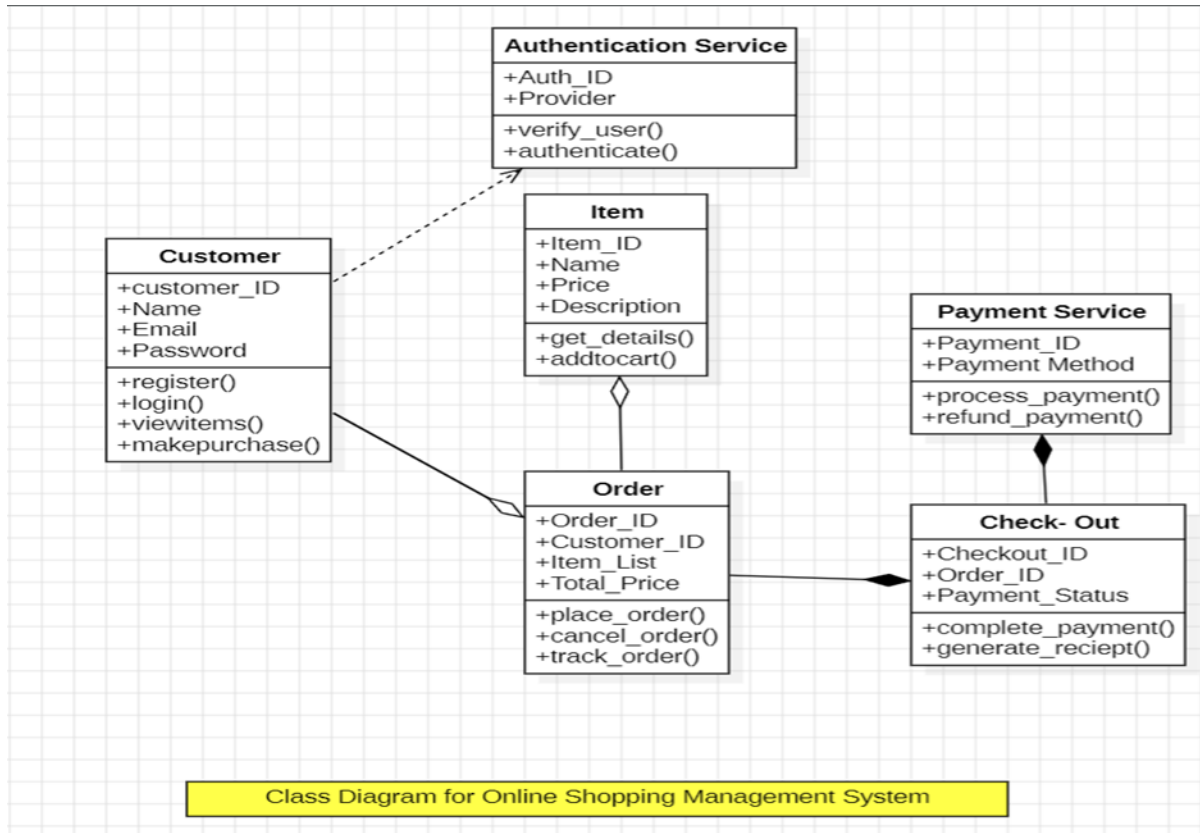 Authentication Service
+Auth_ID
+Provider
+verify_user()
+authenticate()
Item
+Item_ID
+Name
+Price
+Description
+get_details()
+addtocart()
Customer
+customer_ID
+Name
+Email
+Password
+register()
+login()
+viewitems()
+makepurchase()
Payment Service
+Payment_ID
+Payment Method
+process_payment()
+refund_payment()
Order
+Order_ID
+Customer_ID
+Item_List
+Total_Price
+place_order()
+cancel_order()
+track_order()
Check- Out
+Checkout_ID
+Order_ID
+Payment_Status
+complete_payment()
+generate_reciept()
Class Diagram for Online Shopping Management System